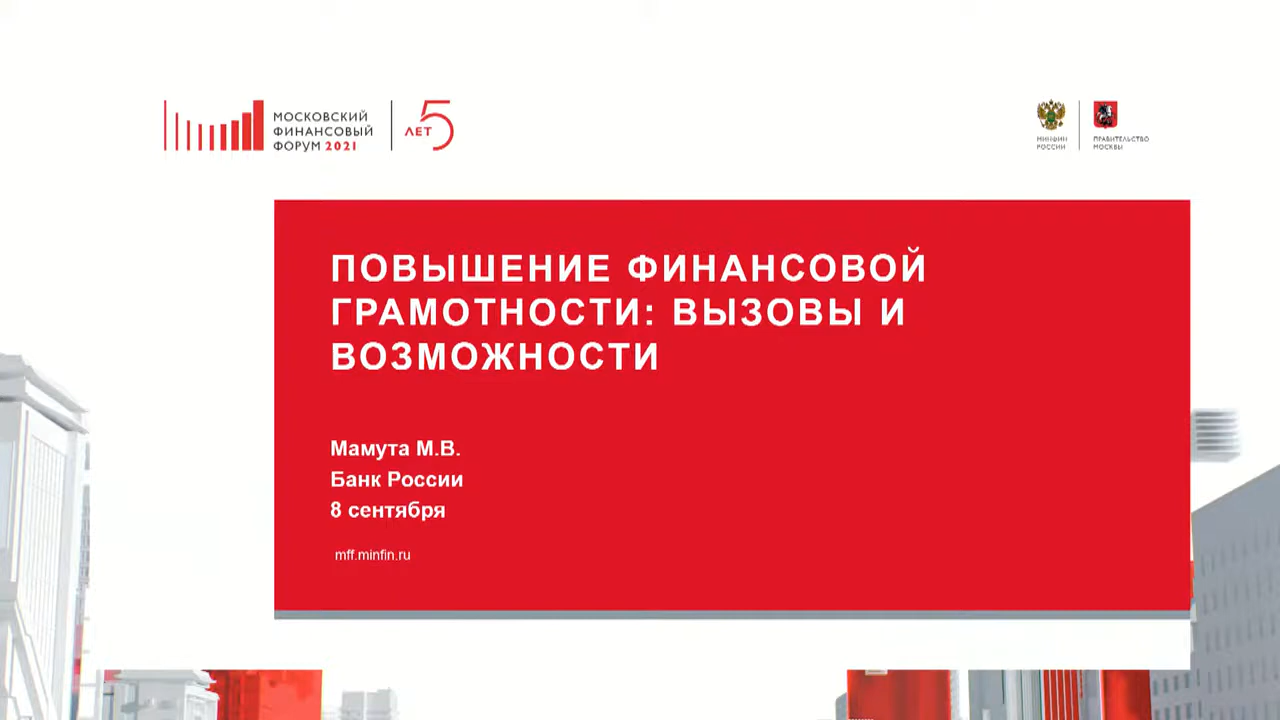 МОСКОВСКИЙ
ФИНАНСОВЫЙ
ФОРУМ 2021
ЛЕТ 5
МИНФИН
РОССИИ
ПРАВИТЕЛЬСТВО
МОСКВЫ
ПОВЫШЕНИЕ ФИНАНСОВОЙ
ГРАМОТНОСТИ: ВЫЗОВЫ И
ВОЗМОЖНОСТИ
Мамута М.В.
Банк России
8 сентября
mff.minfin.ru